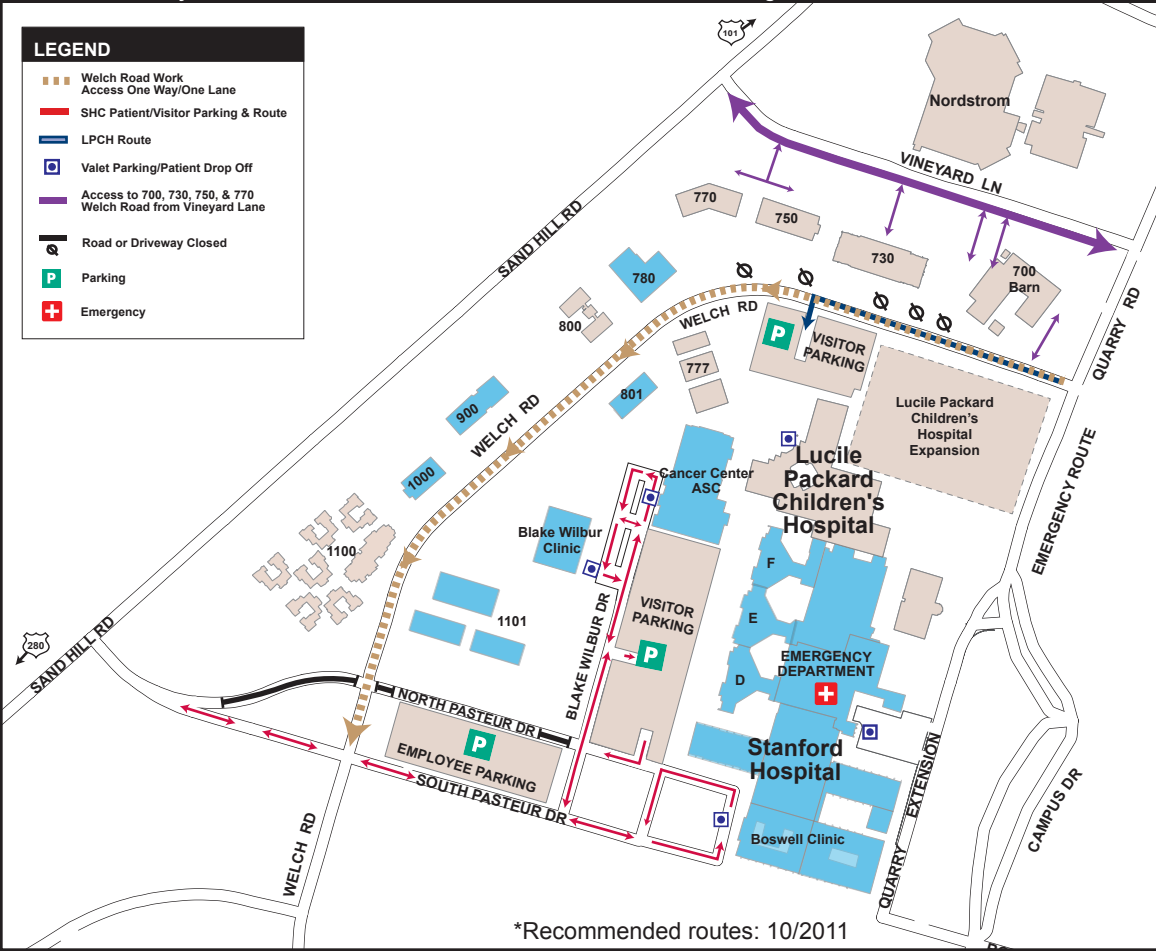 LEGEND
Welch Road Work
Access One Way/One Lane
SHC Patient/Visitor Parking & Route
LPCH Route
Valet Parking/Patient Drop Off
Access to 700, 730, 750, & 770
Welch Road from Vineyard Lane
Road or Driveway Closed
P Parking
Emergency
101
Nordstrom
VINEYARD LN
SAND HILL RD
770
750
730
700
Barn
QUARRY RD
780
800
WELCH RD
P
VISITOR
PARKING
777
801
900
WELCH RD
1000
Lucile Packard
Children's
Hospital
Expansion
EMERGENCY ROUTE
Lucile
Packard
Children's
Hospital
Cancer Center
ASC
Blake Wilbur
Clinic
1100
1101
F
E
D
VISITOR
PARKING
P
BLAKE WILBUR DR
EMERGENCY
DEPARTMENT
280
SAND HILL RD
NORTH PASTEUR DR
P
EMPLOYEE PARKING
SOUTH PASTEUR DR
Stanford
Hospital
Boswell Clinic
QUARRY EXTENSION
CAMPUS DR
WELCH RD
*Recommended routes: 10/2011